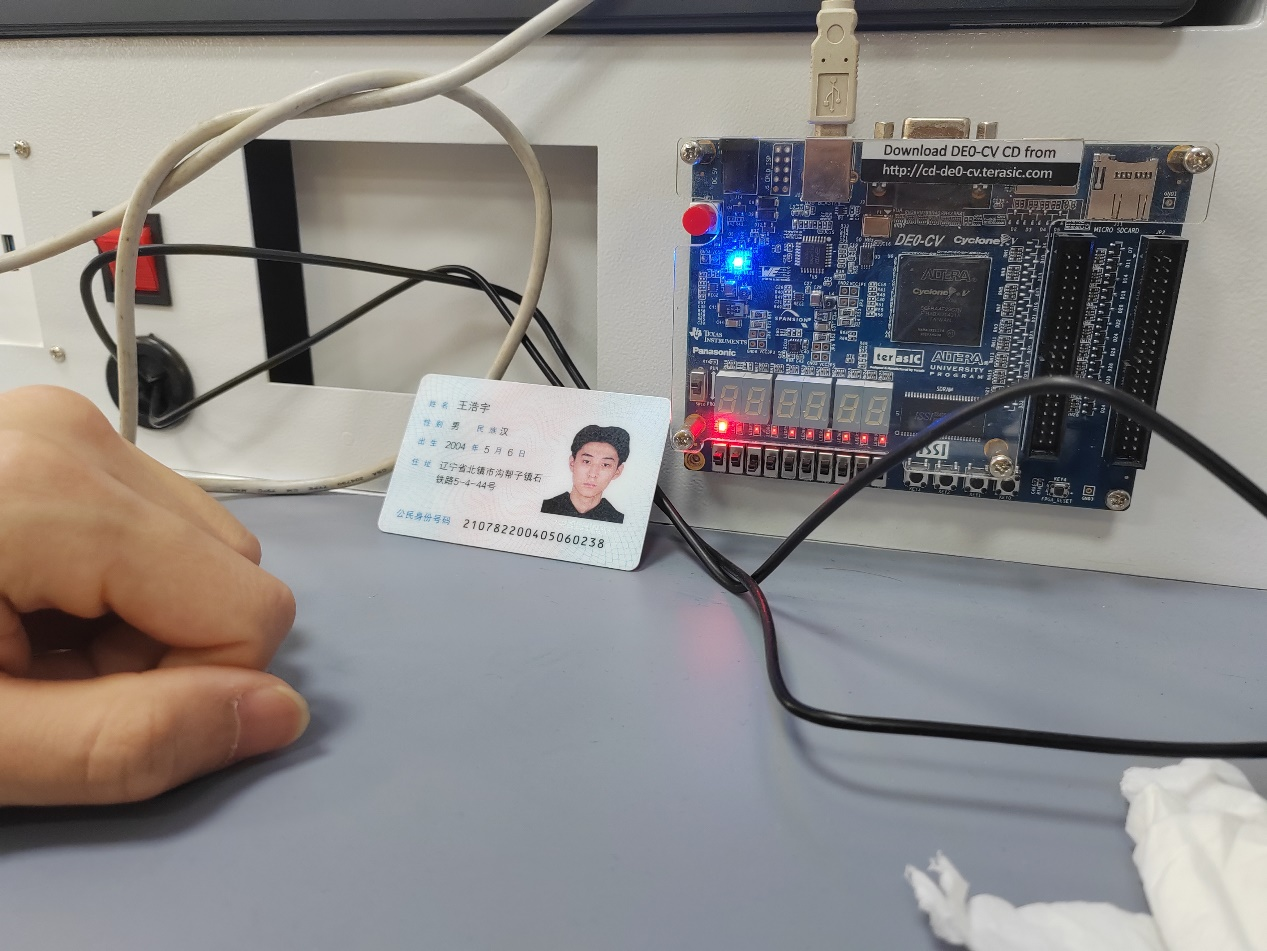 Download DE0-CV CD from
http://cd-de0-cv.terasic.com
MICRO SDCARD
DE0-CV Cyclone V
ALTERA
Cyclone V
SPANSION
TEXAS
INSTRUMENTS
Panasonic
terasIC
ALTERA
UNIVERSITY
PROGRAM
SDRAM
ISSI
姓名 王浩宇
性别 男 民族 汉
出生 2004 年 5 月 6 日
住址 辽宁省北镇市沟帮子镇石
铁路5-4-44号
公民身份号码 210782200405060238